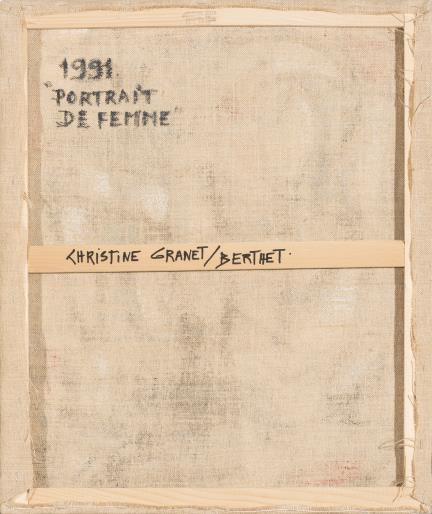 1991.
"PORTRAIT
DE FEMME"
CHRISTINE GRANET/BERTHET.